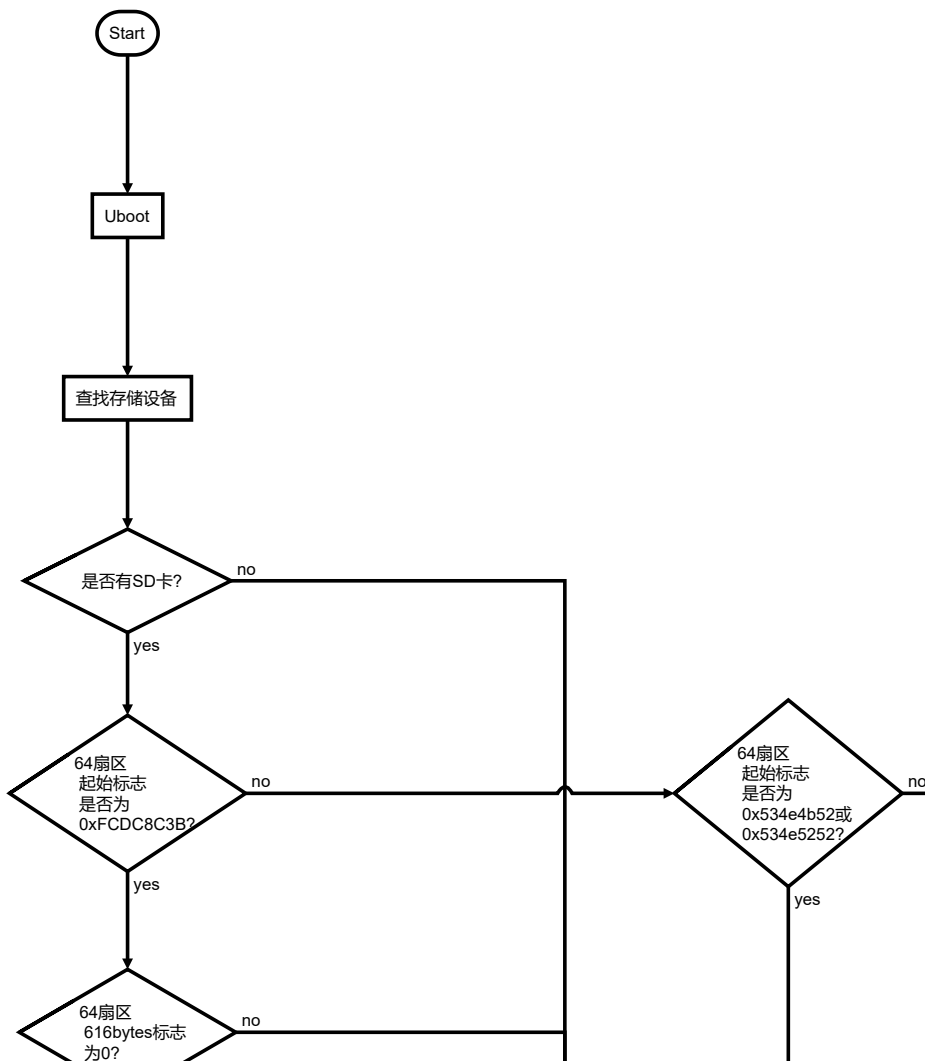 Start
Uboot
查找存储设备
是否有SD卡?
no
yes
64扇区
起始标志
是否为
0xFCDC8C3B?
no
yes
64扇区
起始标志
是否为
0x534e4b52或
0x534e5252?
no
yes
64扇区
616bytes标志
为0?
no